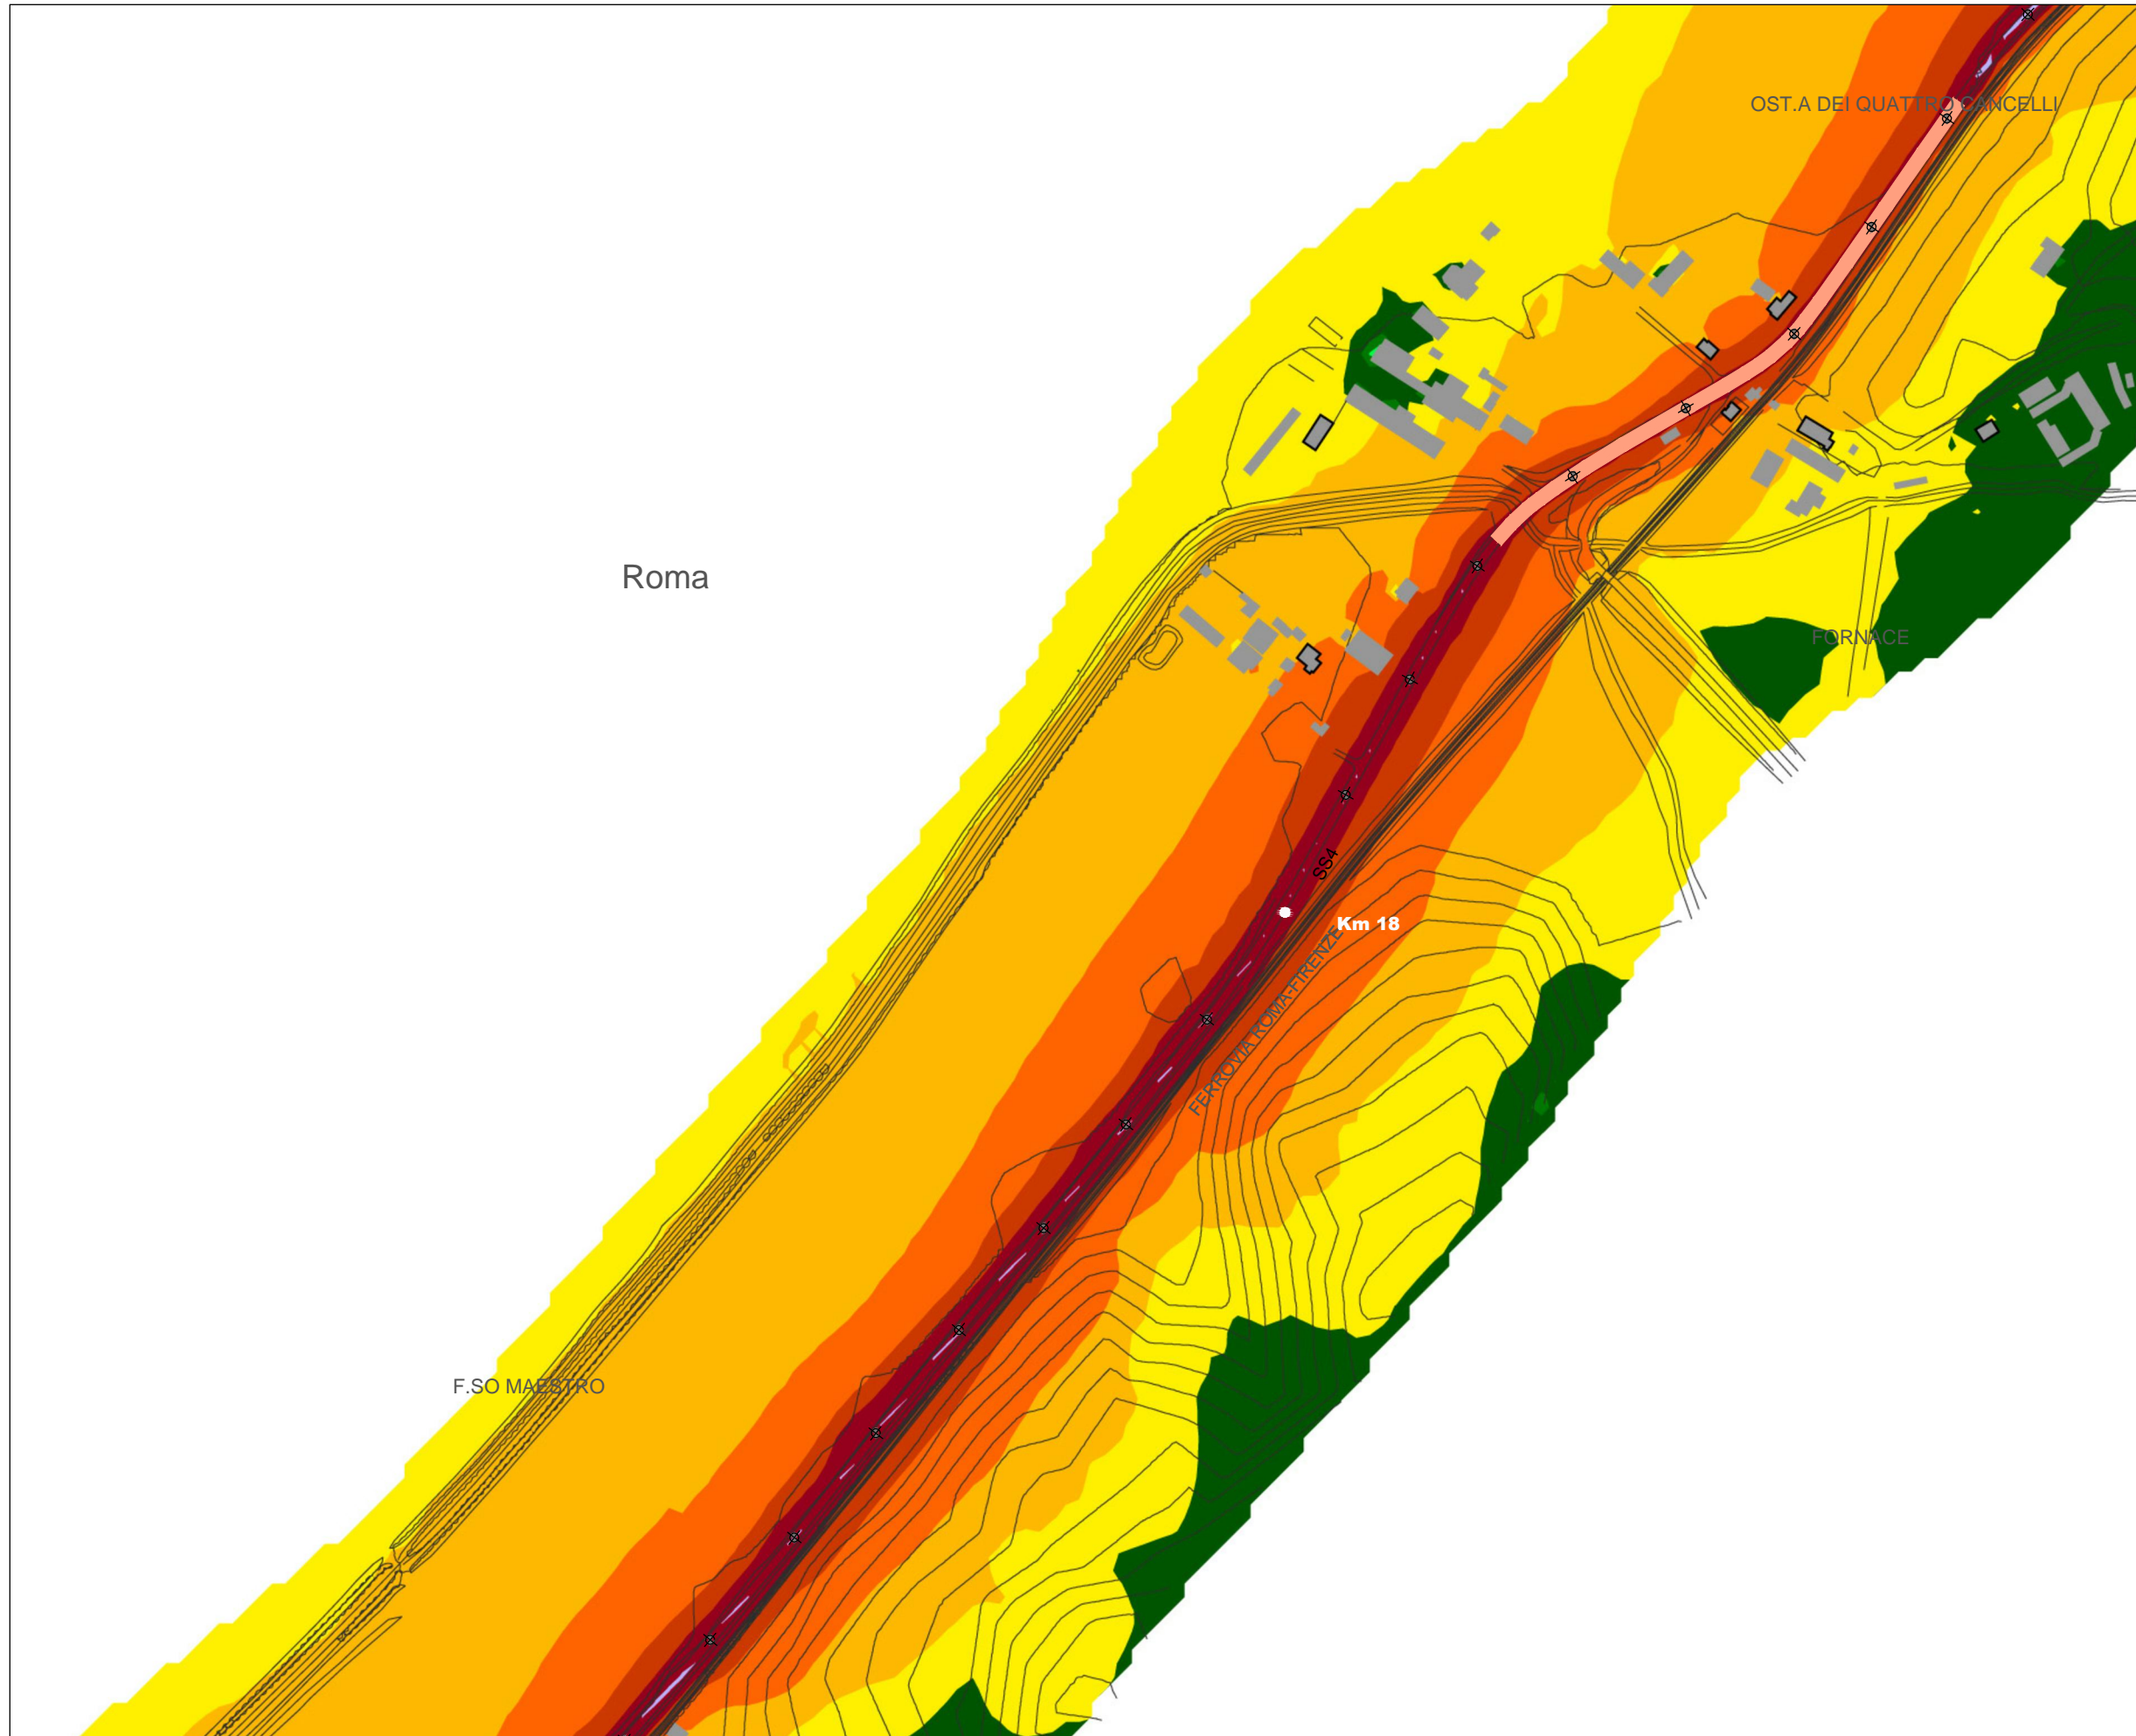 OST.A DEI QUATTRO CANCELLI
Roma
FORNACE
SS4
Km 18
FERROVIA ROMA-FIRENZE
F.SO MAESTRO